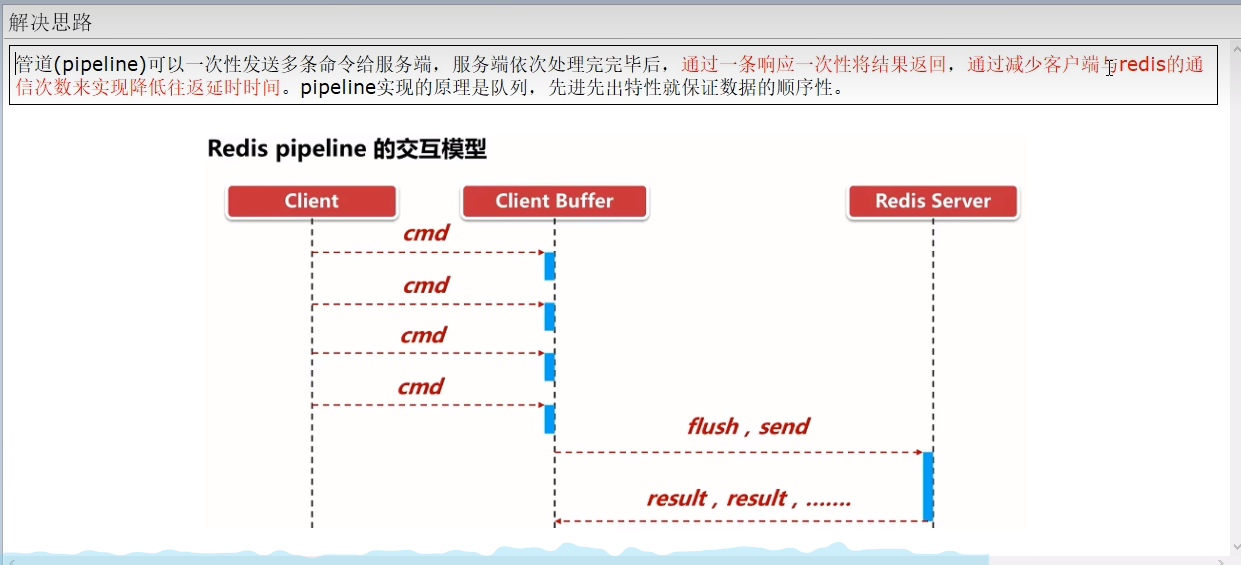 解决思路
管道(pipeline)可以一次性发送多条命令给服务端，服务端依次处理完完毕后，通过一条响应一次性将结果返回，通过减少客户端与redis的通
信次数来实现降低往返延时时间。pipeline实现的原理是队列，先进先出特性就保证数据的顺序性。
Redis pipeline 的交互模型
Client Client Buffer Redis Server
cmd
cmd
cmd
cmd
flush , send
result , result , .......